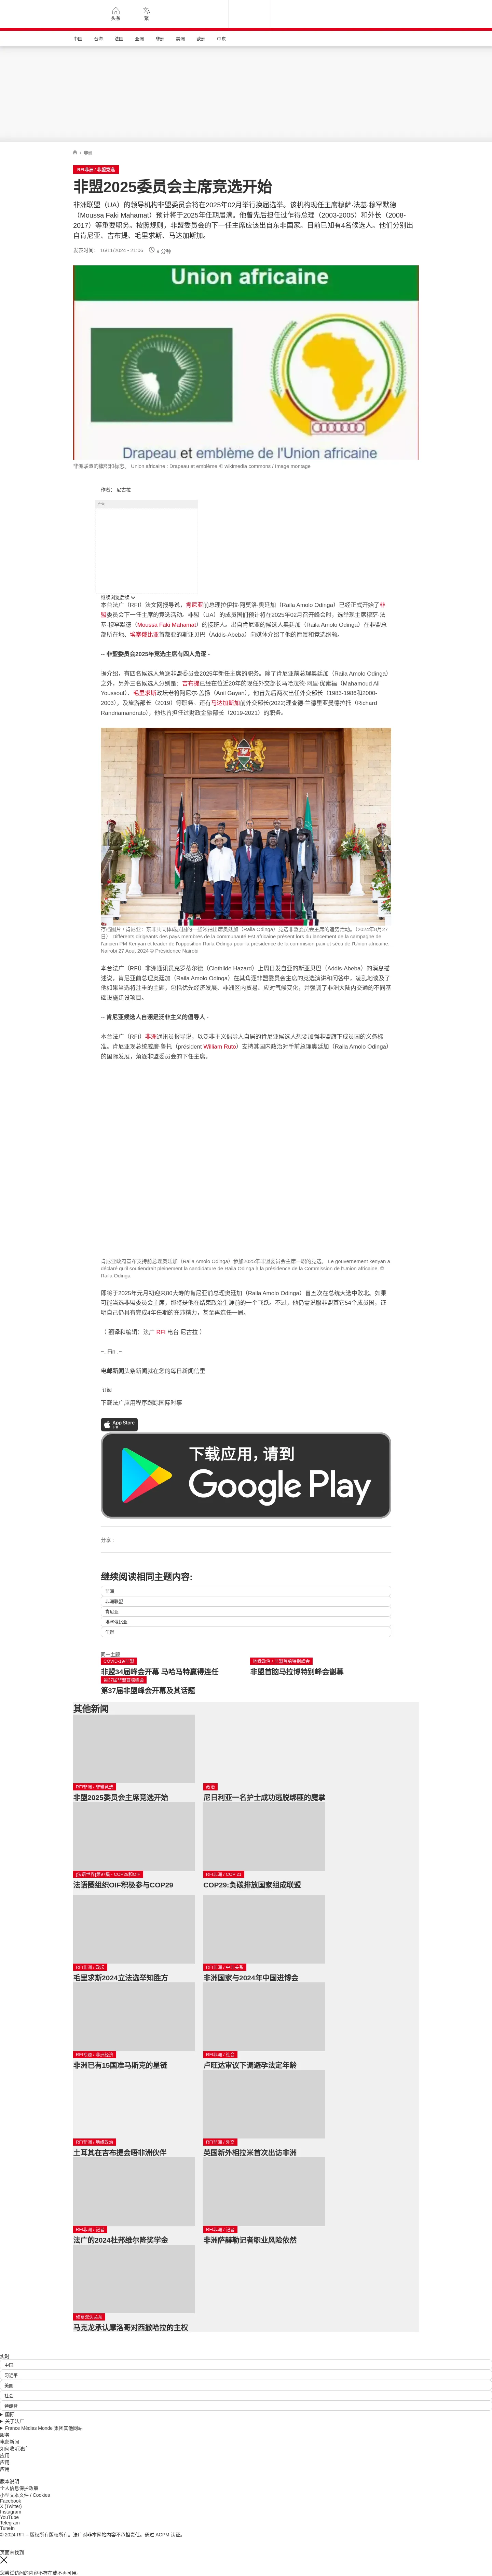 头条
繁
中国
台海
法国
亚洲
非洲
美洲
欧洲
中东
/ 非洲
RFI非洲 / 非盟竞选
非盟2025委员会主席竞选开始
非洲联盟（UA）的领导机构非盟委员会将在2025年02月举行换届选举。该机构现任主席穆萨·法基·穆罕默德
（Moussa Faki Mahamat）预计将于2025年任期届满。他曾先后担任过乍得总理（2003-2005）和外长（2008-
2017）等重要职务。按照规则，非盟委员会的下一任主席应该出自东非国家。目前已知有4名候选人。他们分别出
自肯尼亚、吉布提、毛里求斯、马达加斯加。
发表时间： 16/11/2024 - 21:06
6 分钟
Union africaine
Drapeau et emblème de l'Union africaine
非洲联盟的旗帜和标志。 Union africaine : Drapeau et emblème © wikimedia commons / Image montage
作者： 尼古拉
广告
继续浏览后续
本台法广（RFI）法文网报导说，肯尼亚前总理拉伊拉·阿莫洛·奥廷加（Raila Amolo Odinga）已经正式开始了非
盟委员会下一任主席的竞选活动。非盟（UA）的成员国们预计将在2025年02月召开峰会时，选举现主席穆萨·法
基·穆罕默德（Moussa Faki Mahamat）的接班人。出自肯尼亚的候选人奥廷加（Raila Amolo Odinga）在非盟总
部所在地、埃塞俄比亚首都亚的斯亚贝巴（Addis-Abeba）向媒体介绍了他的愿景和竞选纲领。
-- 非盟委员会2025年竞选主席有四人角逐 -
据介绍，有四名候选人角逐非盟委员会2025年新任主席的职务。除了肯尼亚前总理奥廷加（Raila Amolo Odinga）
之外，另外三名候选人分别是：吉布提已经在位近20年的现任外交部长马哈茂德·阿里·优素福（Mahamoud Ali
Youssouf）、毛里求斯政坛老将阿尼尔·盖扬（Anil Gayan），他曾先后两次出任外交部长（1983-1986和2000-
2003），及旅游部长（2019）等职务。还有马达加斯加前外交部长(2022)理查德·兰德里亚曼德拉托（Richard
Randriamandrato）。他也曾担任过财政金融部长（2019-2021）的职务。
存档图片 / 肯尼亚：东非共同体成员国的一些领袖出席奥廷加（Raila Odinga）竞选非盟委员会主席的造势活动。（2024年8月27
日） Différents dirigeants des pays membres de la communauté Est africaine présent lors du lancement de la campagne de
l'ancien PM Kenyan et leader de l'opposition Raila Odinga pour la présidence de la commission paix et sécu de l'Union africaine.
Nairobi 27 Aout 2024 © Présidence Nairobi
本台法广（RFI）非洲通讯员克罗蒂尔德（Clothilde Hazard）上周日发自亚的斯亚贝巴（Addis-Abeba）的消息描
述说，肯尼亚前总理奥廷加（Raila Amolo Odinga）在其角逐非盟委员会主席的竞选演讲和问答中，凌乱地谈及了
他如果当选将注重的主题，包括优先经济发展、非洲区内贸易、应对气候变化，并强调了非洲大陆内交通的不同基
础设施建设项目。
-- 肯尼亚候选人自诩是泛非主义的倡导人 -
本台法广（RFI）非洲通讯员报导说，以泛非主义倡导人自居的肯尼亚候选人想要加强非盟旗下成员国的义务标
准。肯尼亚现总统威廉·鲁托（président William Ruto）支持其国内政治对手前总理奥廷加（Raila Amolo Odinga）
的国际发展，角逐非盟委员会的下任主席。
肯尼亚政府宣布支持前总理奥廷加（Raila Amolo Odinga）参加2025年非盟委员会主席一职的竞选。 Le gouvernement kenyan a
déclaré qu'il soutiendrait pleinement la candidature de Raila Odinga à la présidence de la Commission de l'Union africaine. ©
Raila Odinga
即将于2025年元月初迎来80大寿的肯尼亚前总理奥廷加（Raila Amolo Odinga）曾五次在总统大选中败北。如果
可能当选非盟委员会主席，那将是他在结束政治生涯前的一个飞跃。不过，他仍需说服非盟其它54个成员国，证
明自己仍具有完成4年任期的充沛精力，甚至再连任一届。
（ 翻译和编辑：法广 RFI 电台 尼古拉 ）
~. Fin .~
电邮新闻头条新闻就在您的每日新闻信里
订阅
下载法广应用程序跟踪国际时事
App Store
下载
下载应用，请到
Google Play
分享 :
继续阅读相同主题内容:
非洲
非洲联盟
肯尼亚
埃塞俄比亚
乍得
同一主题
COVID-19/非盟
非盟34届峰会开幕 马哈马特赢得连任
地缘政治 / 非盟首脑特别峰会
非盟首脑马拉博特别峰会谢幕
第37届非盟首脑峰会
第37届非盟峰会开幕及其话题
其他新闻
RFI非洲 / 非盟竞选
非盟2025委员会主席竞选开始
政治
尼日利亚一名护士成功逃脱绑匪的魔掌
法语圈组织OIF积极参与COP29
RFI非洲 / COP 21
COP29:负碳排放国家组成联盟
RFI非洲 / 政坛
毛里求斯2024立法选举知胜方
RFI非洲 / 中非关系
非洲国家与2024年中国进博会
RFI专题 / 非洲经济
非洲已有15国准马斯克的星链
RFI非洲 / 社会
卢旺达审议下调避孕法定年龄
RFI非洲 / 地缘政治
土耳其在吉布提会晤非洲伙伴
RFI非洲 / 外交
英国新外相拉米首次出访非洲
RFI非洲 / 记者
法广的2024杜邦维尔隆奖学金
RFI非洲 / 记者
非洲萨赫勒记者职业风险依然
修复双边关系
马克龙承认摩洛哥对西撒哈拉的主权
实时
中国
习近平
美国
社会
特朗普
国际
关于法广
France Médias Monde 集团其他网站
服务
电邮新闻
如何收听法广
应用
应用
应用
版本说明
个人信息保护政策
小型文本文件 / Cookies
Facebook
X (Twitter)
Instagram
YouTube
Telegram
TuneIn
© 2024 RFI – 版权所有版权所有。法广对非本网站内容不承担责任。通过 ACPM 认证。
页面未找到
您尝试访问的内容不存在或不再可用。